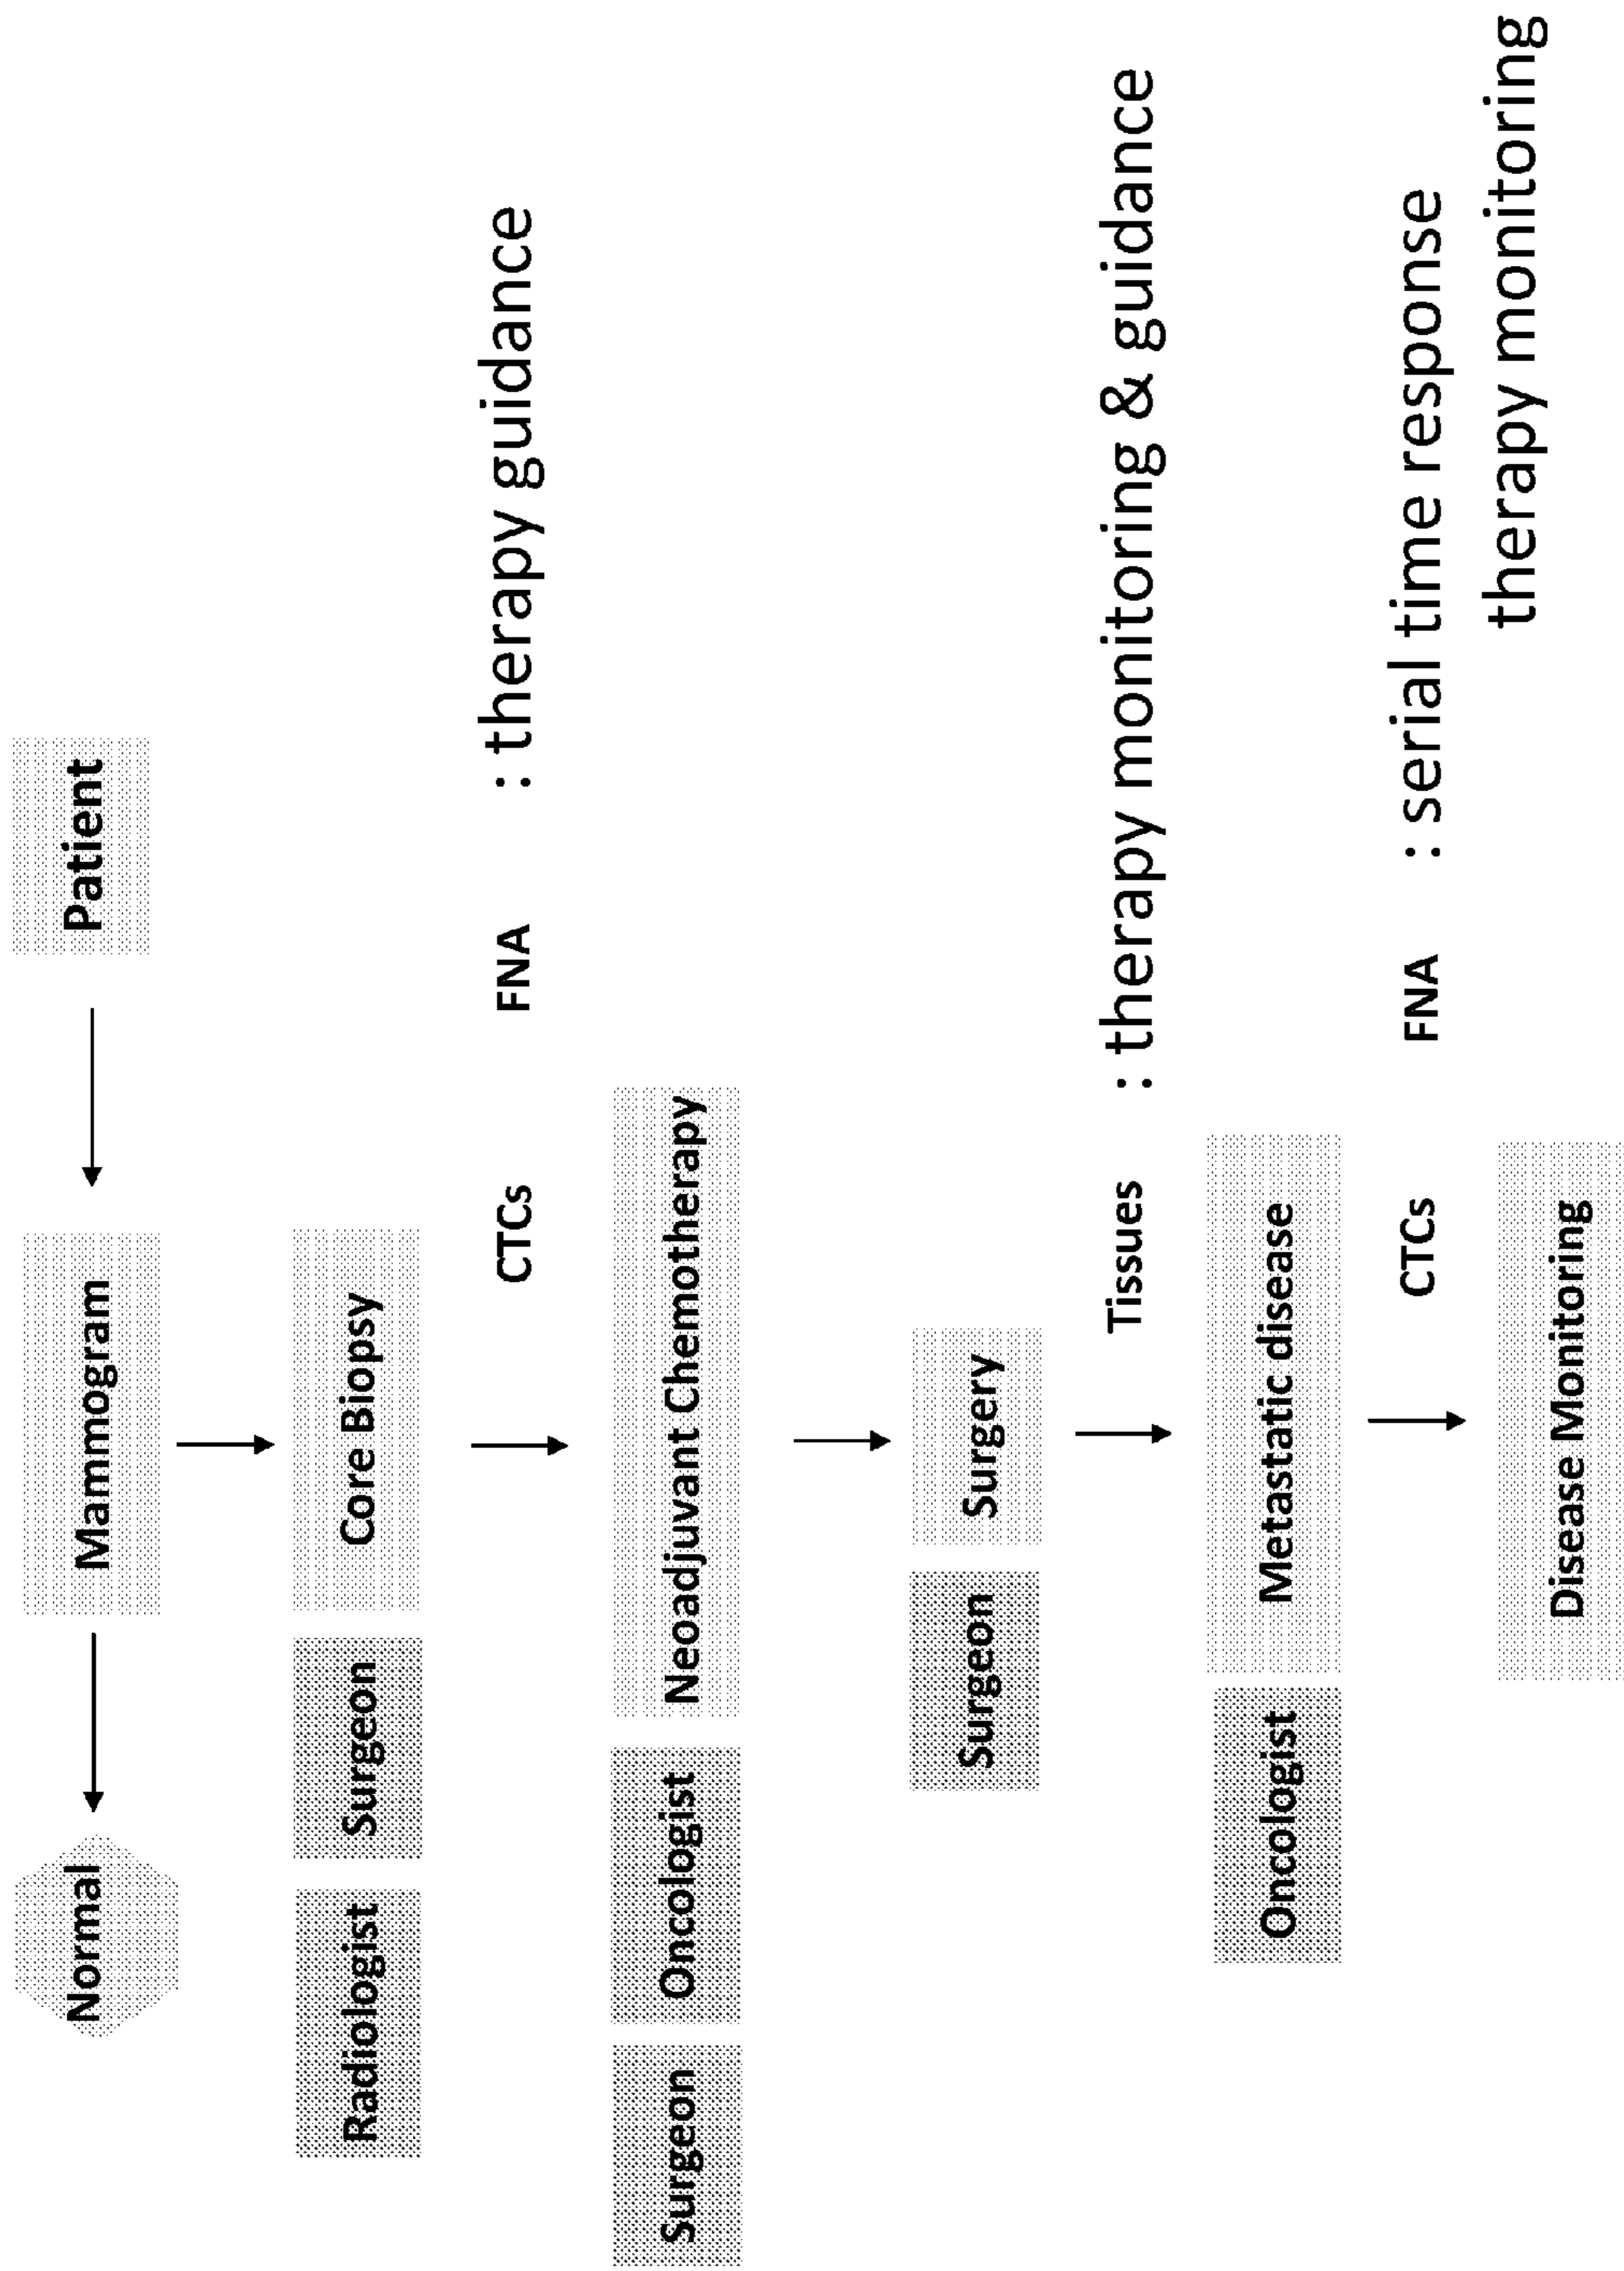 Normal
Mammogram
Patient
Radiologist
Surgeon
Core Biopsy
CTCs
FNA
: therapy guidance
Surgeon
Oncologist
Neoadjuvant Chemotherapy
Surgeon
Surgery
Tissues
: therapy monitoring & guidance
Oncologist
Metastatic disease
CTCs
FNA
: serial time response
therapy monitoring
Disease Monitoring